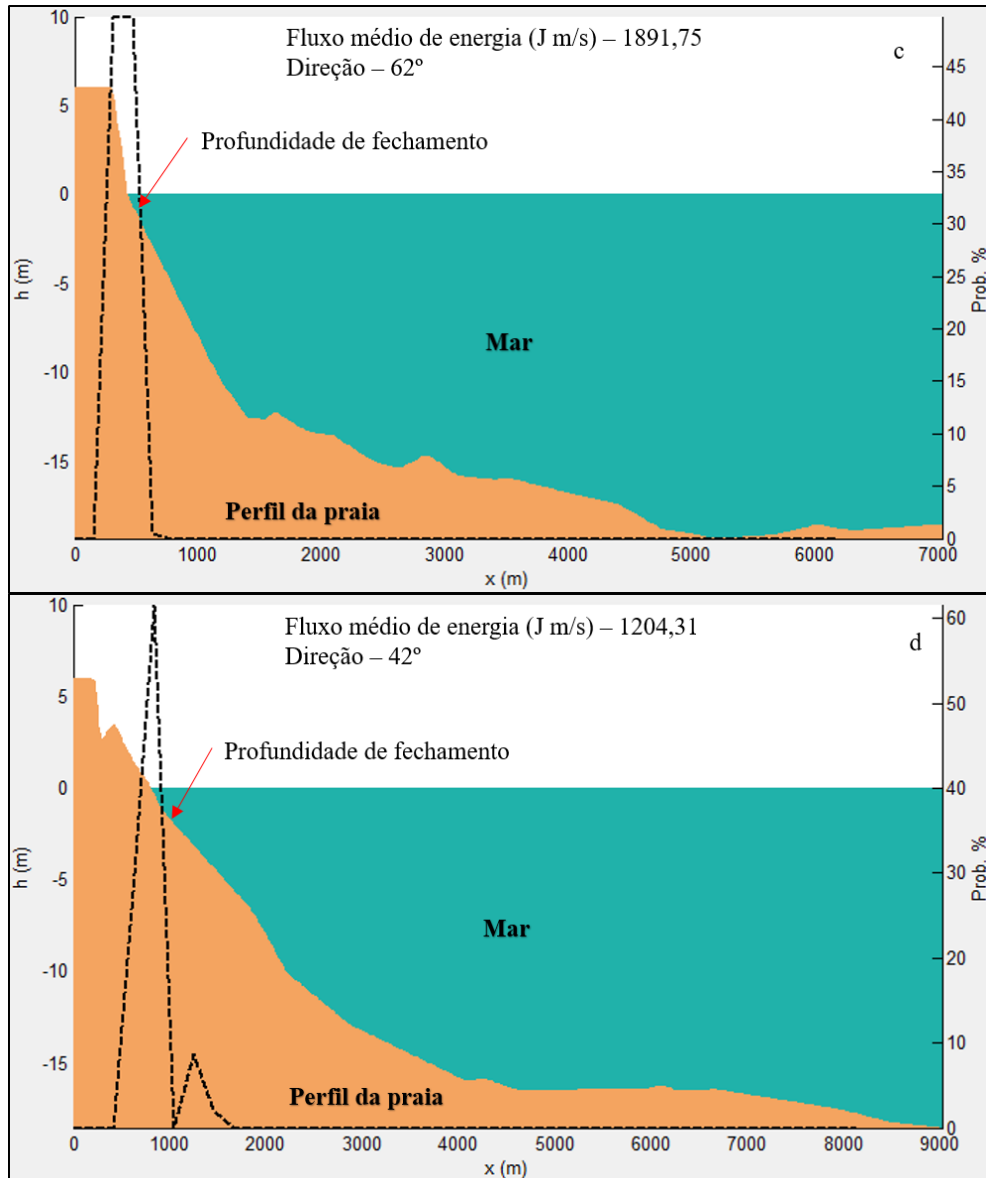 Fluxo médio de energia (J m/s) – 1891,75
Direção – 62º
c
Profundidade de fechamento
Mar
Perfil da praia
h (m)
10
5
0
-5
-10
-15
Prob. %
45
40
35
30
25
20
15
10
5
0
0 1000 2000 3000 4000 5000 6000 7000
x (m)
Fluxo médio de energia (J m/s) – 1204,31
Direção – 42º
d
Profundidade de fechamento
Mar
Perfil da praia
h (m)
10
5
0
-5
-10
-15
Prob. %
60
50
40
30
20
10
0
0 1000 2000 3000 4000 5000 6000 7000 8000 9000
x (m)